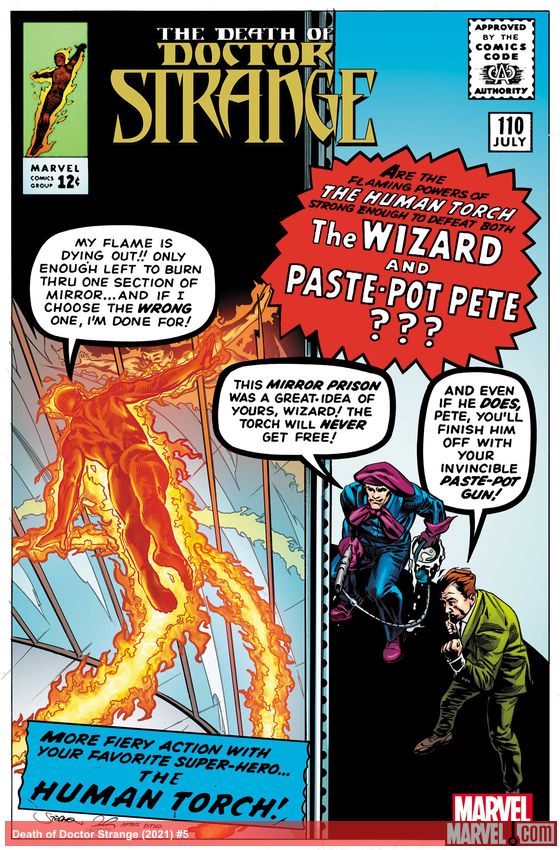 THE DEATH OF
DOCTOR
STRANGE
MARVEL
COMICS
GROUP 12¢
APPROVED
BY THE
COMICS
CODE
CA
AUTHORITY
110
JULY
ARE THE
FLAMING POWERS OF
THE HUMAN TORCH
STRONG ENOUGH TO DEFEAT BOTH
The WIZARD
AND
PASTE-POT PETE
???
MY FLAME IS
DYING OUT!! ONLY
ENOUGH LEFT TO BURN
THRU ONE SECTION OF
MIRROR...AND IF I
CHOOSE THE WRONG
ONE, I'M DONE FOR!
THIS MIRROR PRISON
WAS A GREAT IDEA OF
YOURS, WIZARD! THE
TORCH WILL NEVER
GET FREE!
AND EVEN
IF HE DOES,
PETE, YOU'LL
FINISH HIM
OFF WITH
YOUR
INVINCIBLE
PASTE-POT
GUN!
MORE FIERY ACTION WITH
YOUR FAVORITE SUPER-HERO...
THE
HUMAN TORCH!
AFTER DITKO
MARVEL
Death of Doctor Strange (2021) #5
MARVEL.com